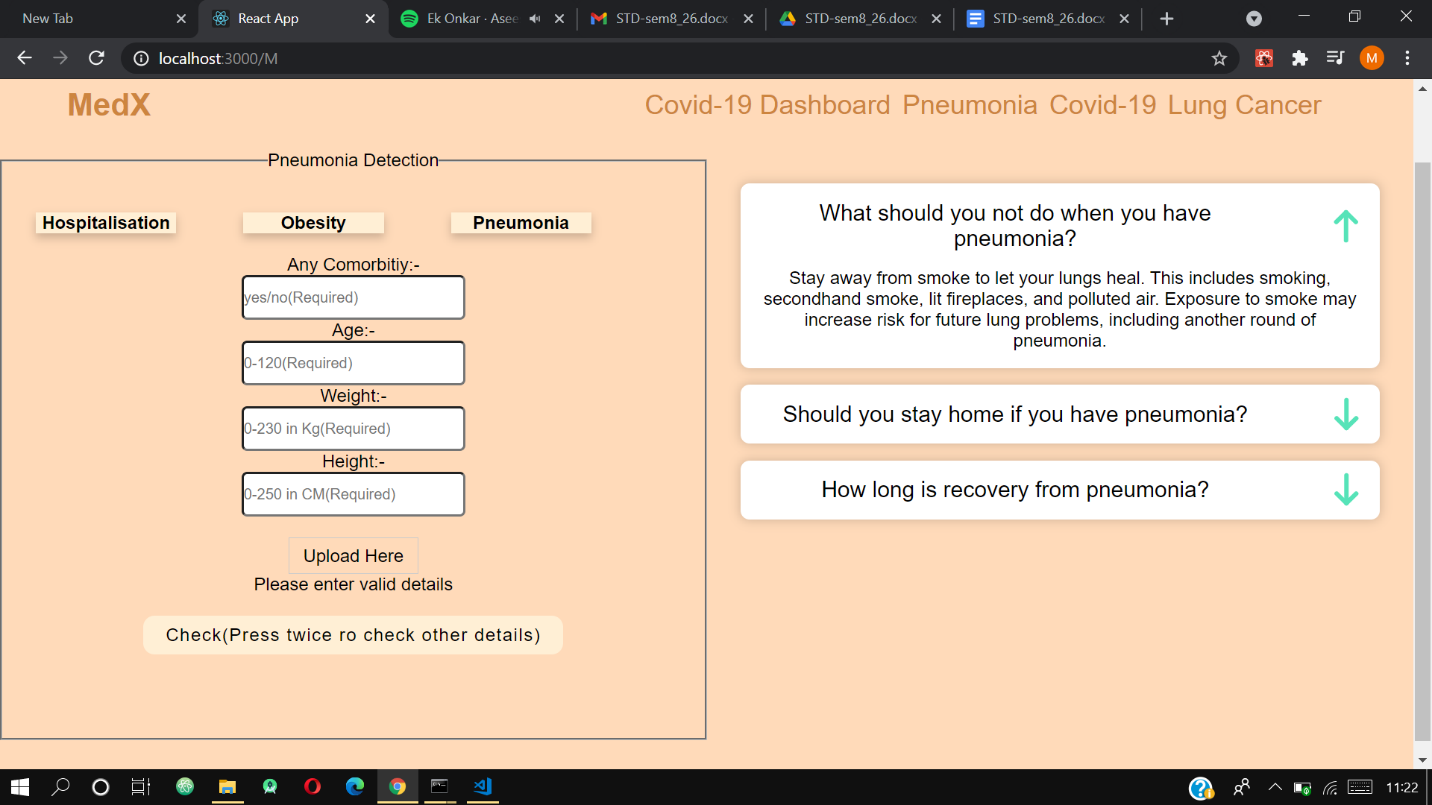 New Tab
React App
Ek Onkar · Asee
STD-sem8_26.docx
STD-sem8_26.docx
STD-sem8_26.docx
localhost:3000/M
M
MedX
Covid-19 Dashboard Pneumonia Covid-19 Lung Cancer
Pneumonia Detection
Hospitalisation
Obesity
Pneumonia
Any Comorbitiy:-
yes/no(Required)
Age:-
0-120(Required)
Weight:-
0-230 in Kg(Required)
Height:-
0-250 in CM(Required)
Upload Here
Please enter valid details
Check(Press twice ro check other details)
What should you not do when you have
pneumonia?
Stay away from smoke to let your lungs heal. This includes smoking,
secondhand smoke, lit fireplaces, and polluted air. Exposure to smoke may
increase risk for future lung problems, including another round of
pneumonia.
Should you stay home if you have pneumonia?
How long is recovery from pneumonia?
11:22